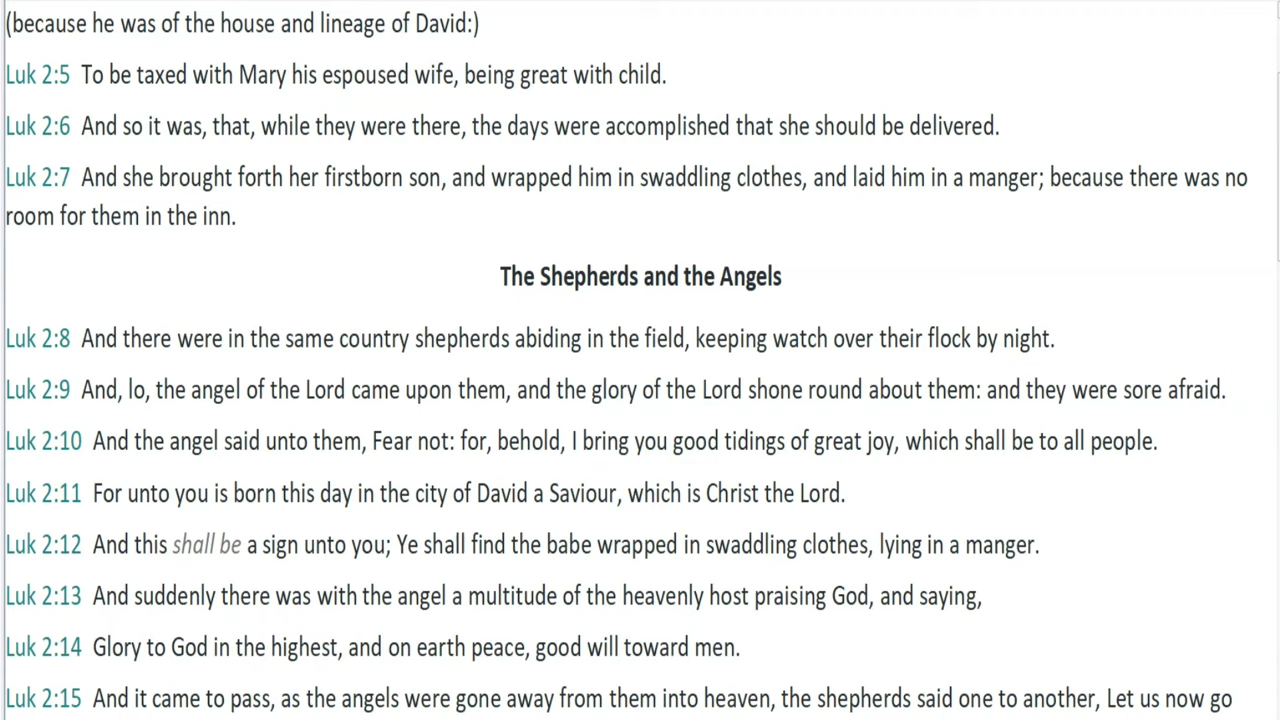 (because he was of the house and lineage of David:)
Luk 2:5 To be taxed with Mary his espoused wife, being great with child.
Luk 2:6 And so it was, that, while they were there, the days were accomplished that she should be delivered.
Luk 2:7 And she brought forth her firstborn son, and wrapped him in swaddling clothes, and laid him in a manger; because there was no
room for them in the inn.
The Shepherds and the Angels
Luk 2:8 And there were in the same country shepherds abiding in the field, keeping watch over their flock by night.
Luk 2:9 And, lo, the angel of the Lord came upon them, and the glory of the Lord shone round about them: and they were sore afraid.
Luk 2:10 And the angel said unto them, Fear not: for, behold, I bring you good tidings of great joy, which shall be to all people.
Luk 2:11 For unto you is born this day in the city of David a Saviour, which is Christ the Lord.
Luk 2:12 And this shall be a sign unto you; Ye shall find the babe wrapped in swaddling clothes, lying in a manger.
Luk 2:13 And suddenly there was with the angel a multitude of the heavenly host praising God, and saying,
Luk 2:14 Glory to God in the highest, and on earth peace, good will toward men.
Luk 2:15 And it came to pass, as the angels were gone away from them into heaven, the shepherds said one to another, Let us now go